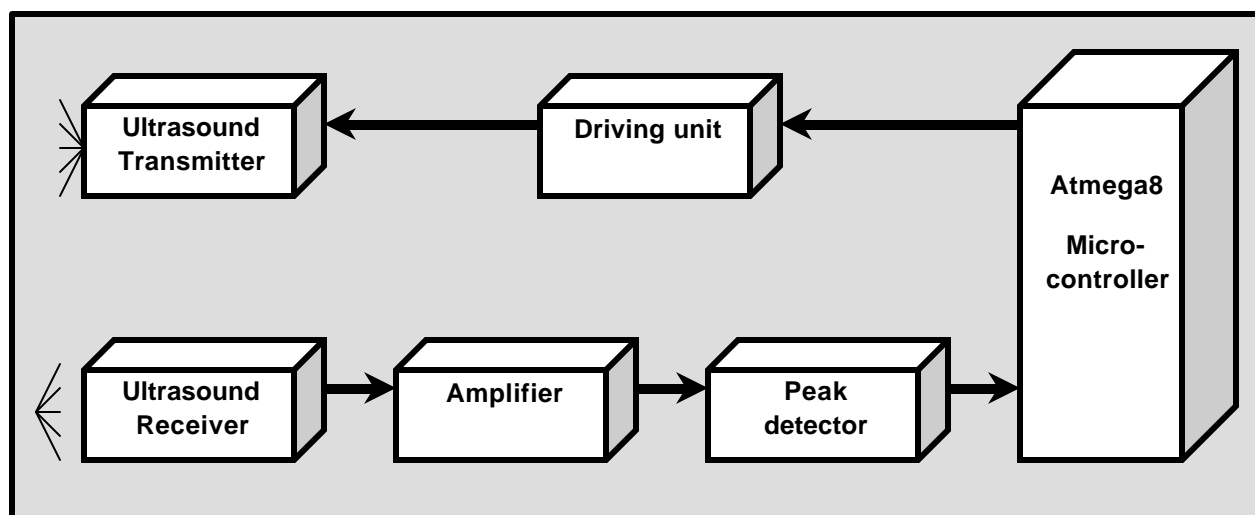 Ultrasound
Transmitter
Driving unit
Atmega8
Micro-
controller
Ultrasound
Receiver
Amplifier
Peak
detector